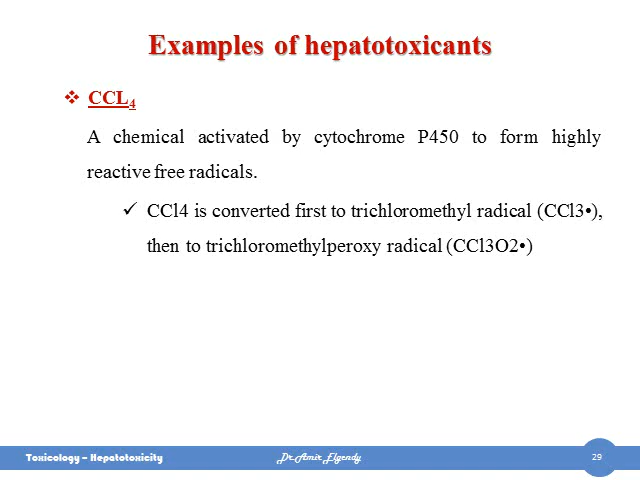 Examples of hepatotoxicants
❖ CCL₄
A chemical activated by cytochrome P450 to form highly
reactive free radicals.
✓ CCl4 is converted first to trichloromethyl radical (CCl3•),
then to trichloromethylperoxy radical (CCl3O2•)
Toxicology – Hepatotoxicity Dr.Amir Elgendy 29